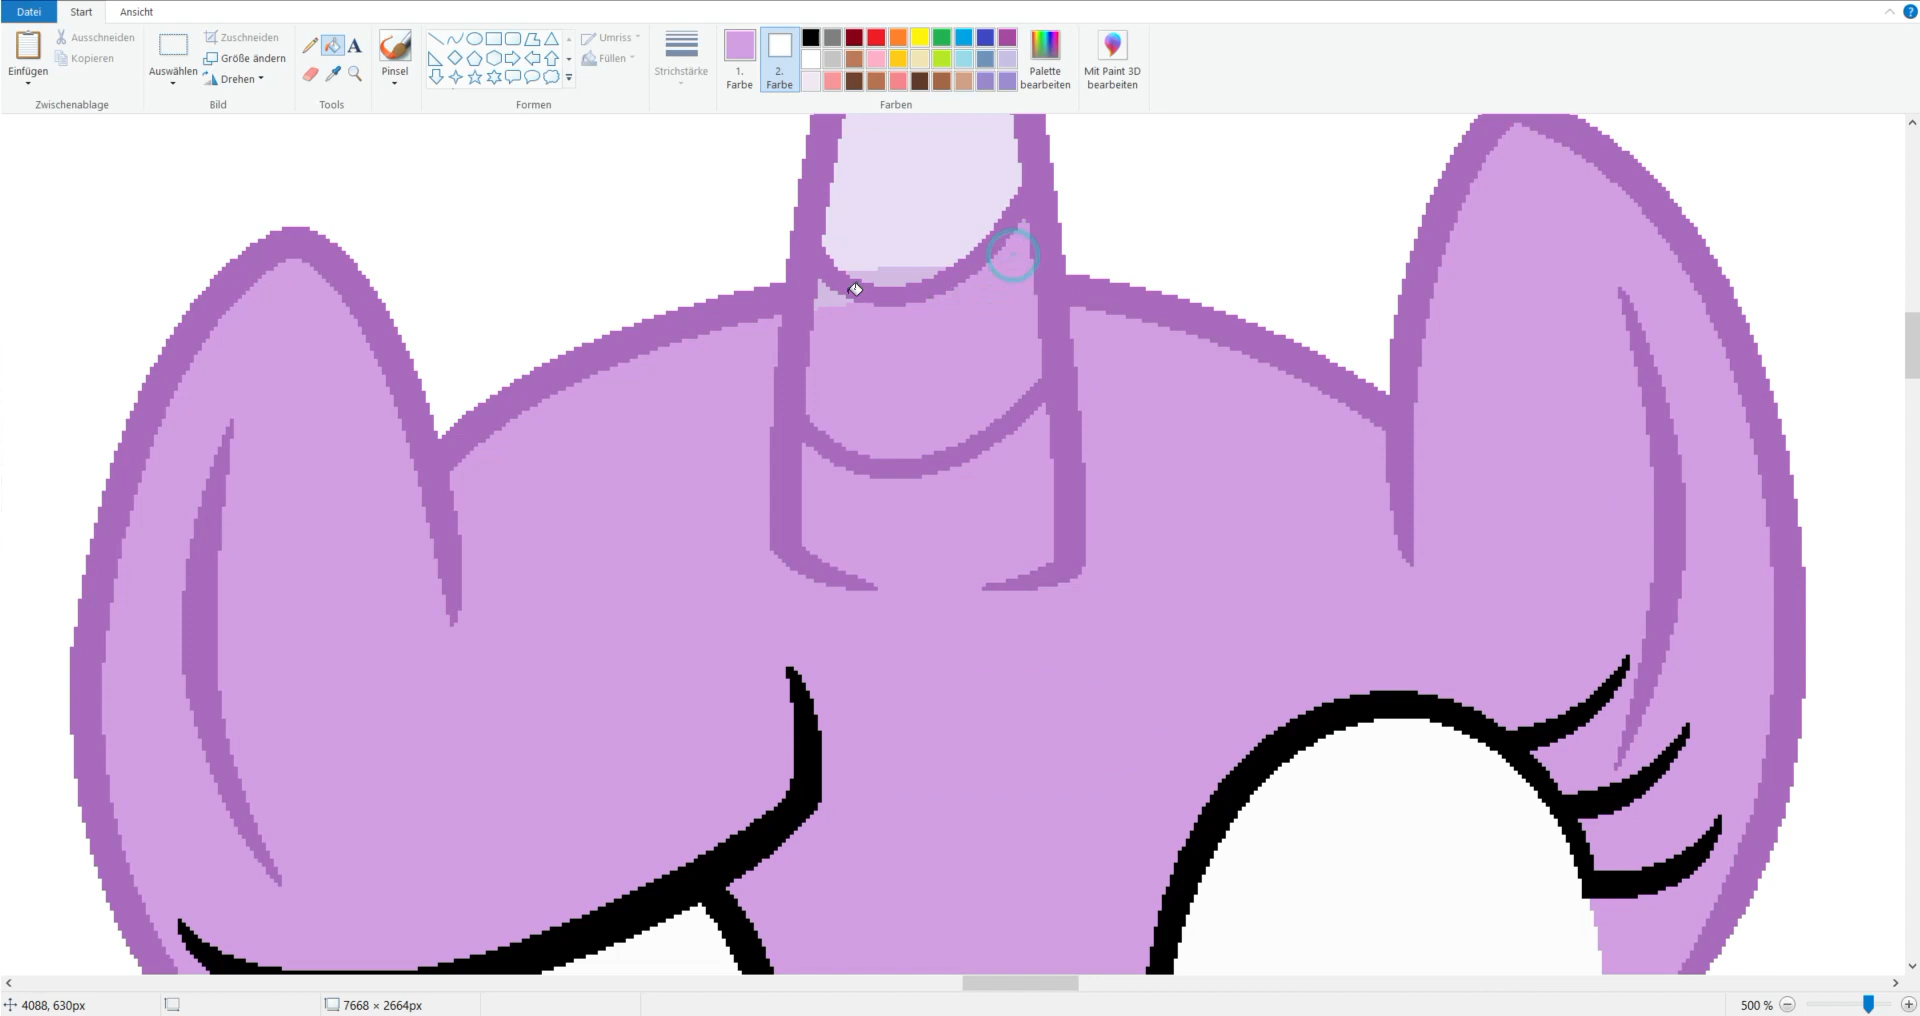 Datei Start Ansicht
Einfügen
Ausschneiden
Kopieren
Zwischenablage
Auswählen
Zuschneiden
Größe ändern
Drehen
Bild
A
Tools
Pinsel
Formen
Umriss
Füllen
Strichstärke
1.
Farbe
2.
Farbe
Farben
Palette
bearbeiten
Mit Paint 3D
bearbeiten
?
4088, 630px
7668 × 2664px
500 %